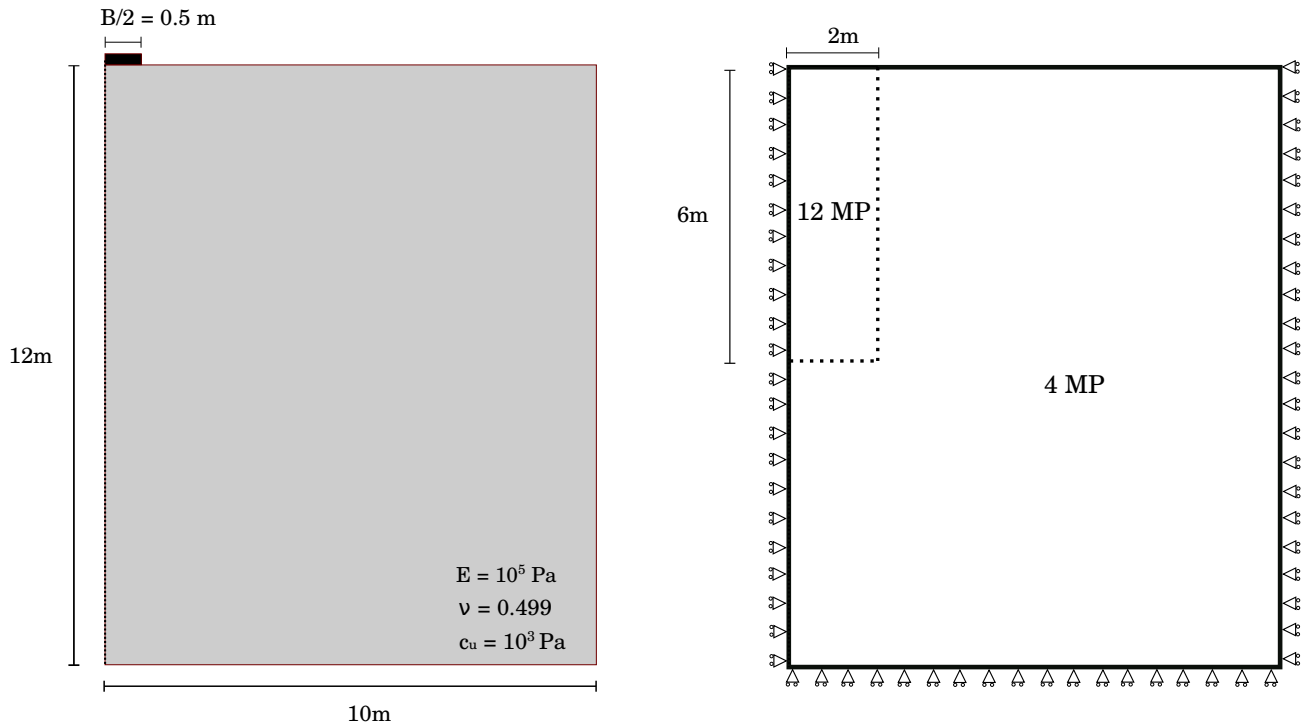 B/2 = 0.5 m
12m
E = 10⁵ Pa
ν = 0.499
cᵤ = 10³ Pa
10m
2m
6m
12 MP
4 MP